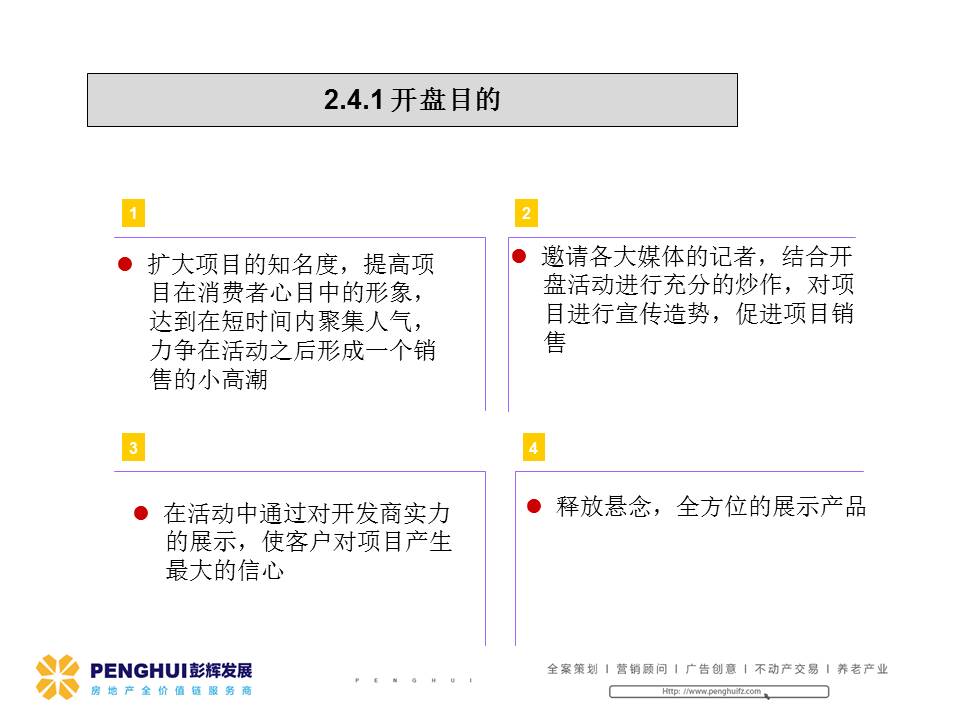 2.4.1 开盘目的
1
扩大项目的知名度，提高项
目在消费者心目中的形象，
达到在短时间内聚集人气，
力争在活动之后形成一个销
售的小高潮
2
邀请各大媒体的记者，结合开
盘活动进行充分的炒作，对项
目进行宣传造势，促进项目销
售
3
在活动中通过对开发商实力
的展示，使客户对项目产生
最大的信心
4
释放悬念，全方位的展示产品
PENGHUI彭辉发展
房地产全价值链服务商
PENGHUI
全案策划 I 营销顾问 I 广告创意 I 不动产交易 I 养老产业
Http: //www.penghuifz.com